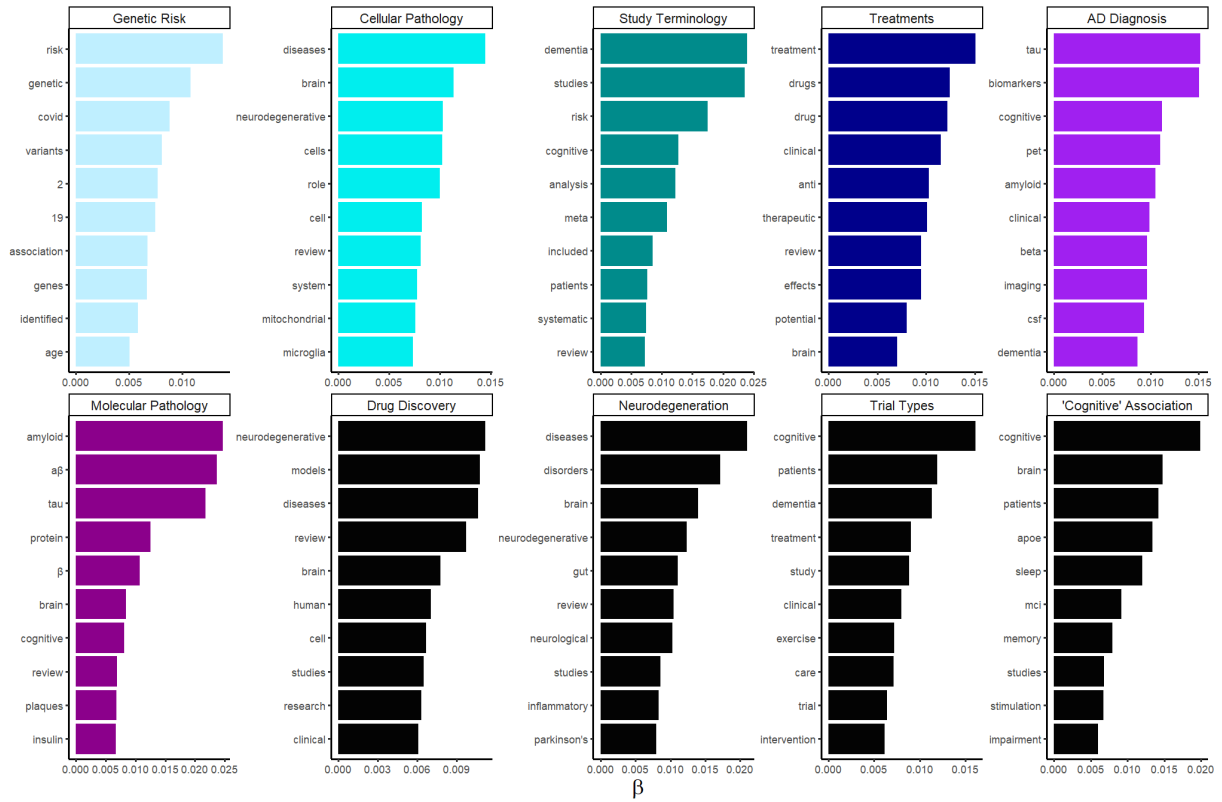 Genetic Risk
risk
genetic
covid
variants
2
19
association
genes
identified
age
0.000 0.005 0.010
Cellular Pathology
diseases
brain
neurodegenerative
cells
role
cell
review
system
mitochondrial
microglia
0.000 0.005 0.010 0.015
Study Terminology
dementia
studies
risk
cognitive
analysis
meta
included
patients
systematic
review
0.000 0.005 0.010 0.015 0.020 0.025
Treatments
treatment
drugs
drug
clinical
anti
therapeutic
review
effects
potential
brain
0.000 0.005 0.010 0.015
AD Diagnosis
tau
biomarkers
cognitive
pet
amyloid
clinical
beta
imaging
csf
dementia
0.000 0.005 0.010 0.015
Molecular Pathology
amyloid
aβ
tau
protein
β
brain
cognitive
review
plaques
insulin
0.000 0.005 0.010 0.015 0.020 0.025
Drug Discovery
neurodegenerative
models
diseases
review
brain
human
cell
studies
research
clinical
0.000 0.003 0.006 0.009
Neurodegeneration
diseases
disorders
brain
neurodegenerative
gut
review
neurological
studies
inflammatory
parkinson's
0.000 0.005 0.010 0.015 0.020
Trial Types
cognitive
patients
dementia
treatment
study
clinical
exercise
care
trial
intervention
0.000 0.005 0.010 0.015
'Cognitive' Association
cognitive
brain
patients
apoe
sleep
mci
memory
studies
stimulation
impairment
0.000 0.005 0.010 0.015 0.020
β